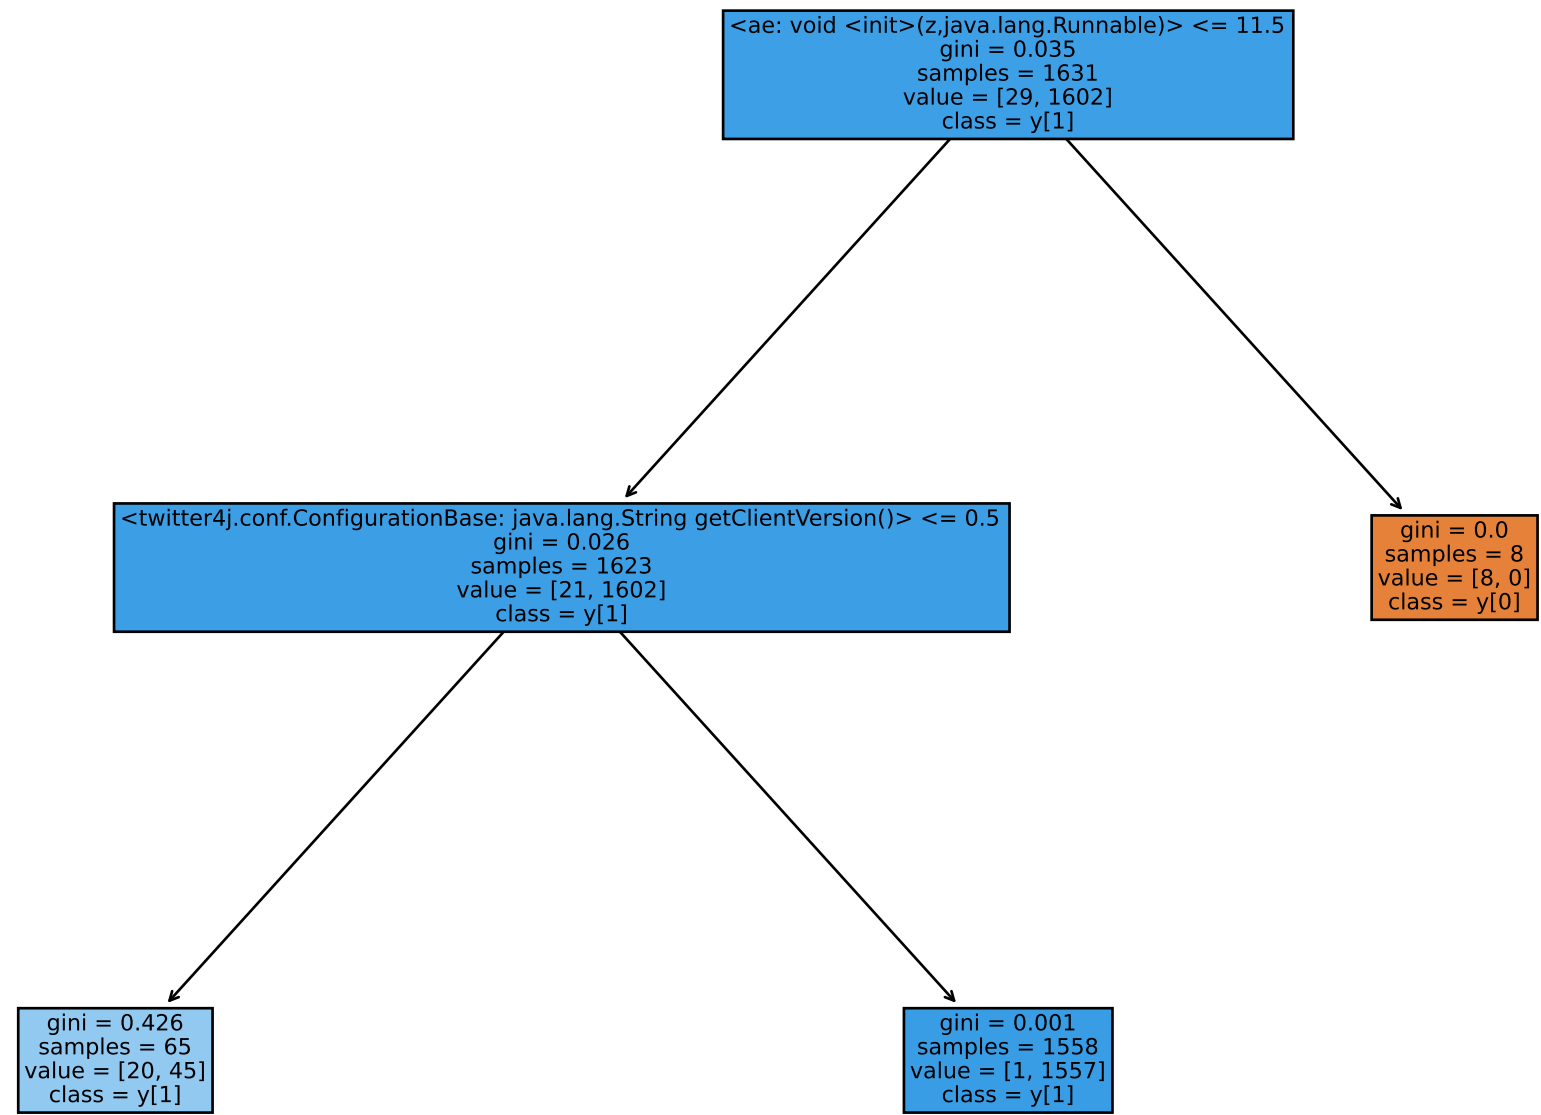 <ae: void <init>(z,java.lang.Runnable)> <= 11.5
gini = 0.035
samples = 1631
value = [29, 1602]
class = y[1]
<twitter4j.conf.ConfigurationBase: java.lang.String getClientVersion()> <= 0.5
gini = 0.026
samples = 1623
value = [21, 1602]
class = y[1]
gini = 0.0
samples = 8
value = [8, 0]
class = y[0]
gini = 0.426
samples = 65
value = [20, 45]
class = y[1]
gini = 0.001
samples = 1558
value = [1, 1557]
class = y[1]